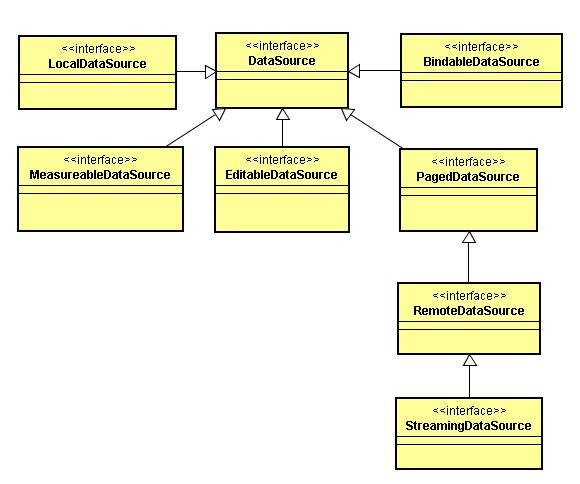 <<interface>>
LocalDataSource
<<interface>>
DataSource
<<interface>>
BindableDataSource
<<interface>>
MeasureableDataSource
<<interface>>
EditableDataSource
<<interface>>
PagedDataSource
<<interface>>
RemoteDataSource
<<interface>>
StreamingDataSource